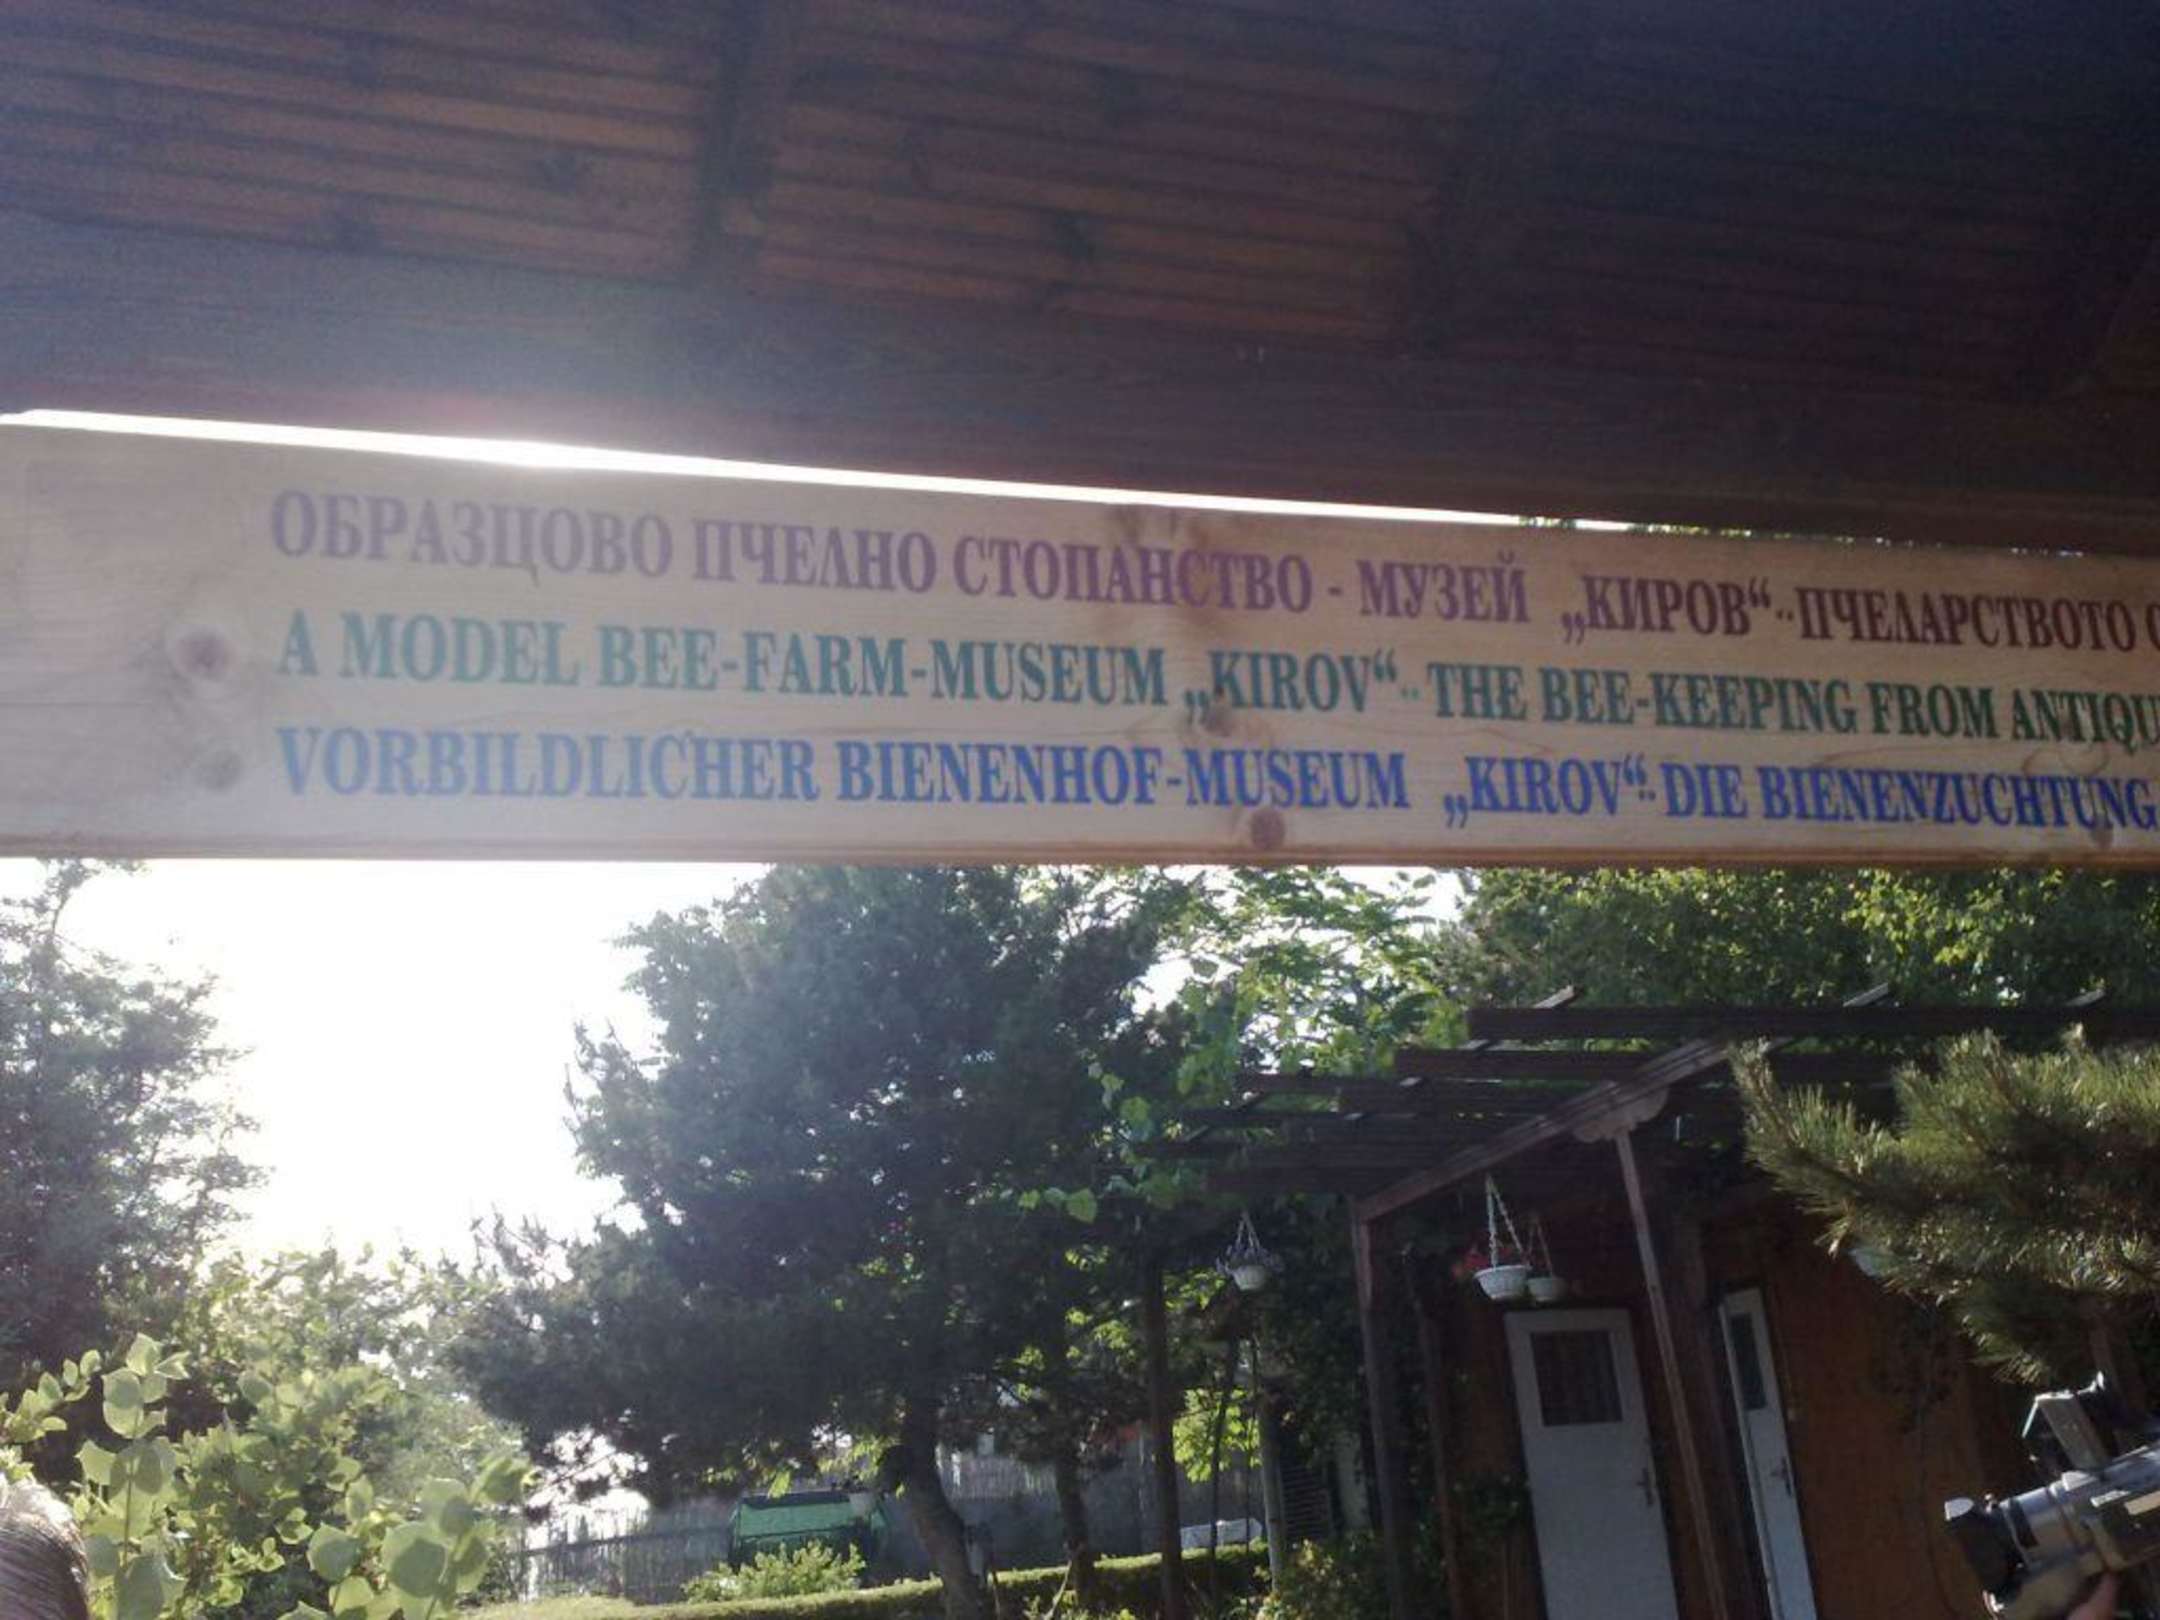 ОБРАЗЦОВО ПЧЕЛНО СТОПАНСТВО - МУЗЕЙ „КИРОВ“ - ПЧЕЛАРСТВОТО
A MODEL BEE-FARM-MUSEUM „KIROV“ - THE BEE-KEEPING FROM ANTIQU
VORBILDLICHER BIENENHOF-MUSEUM „KIROV“ - DIE BIENENZUCHTUNG